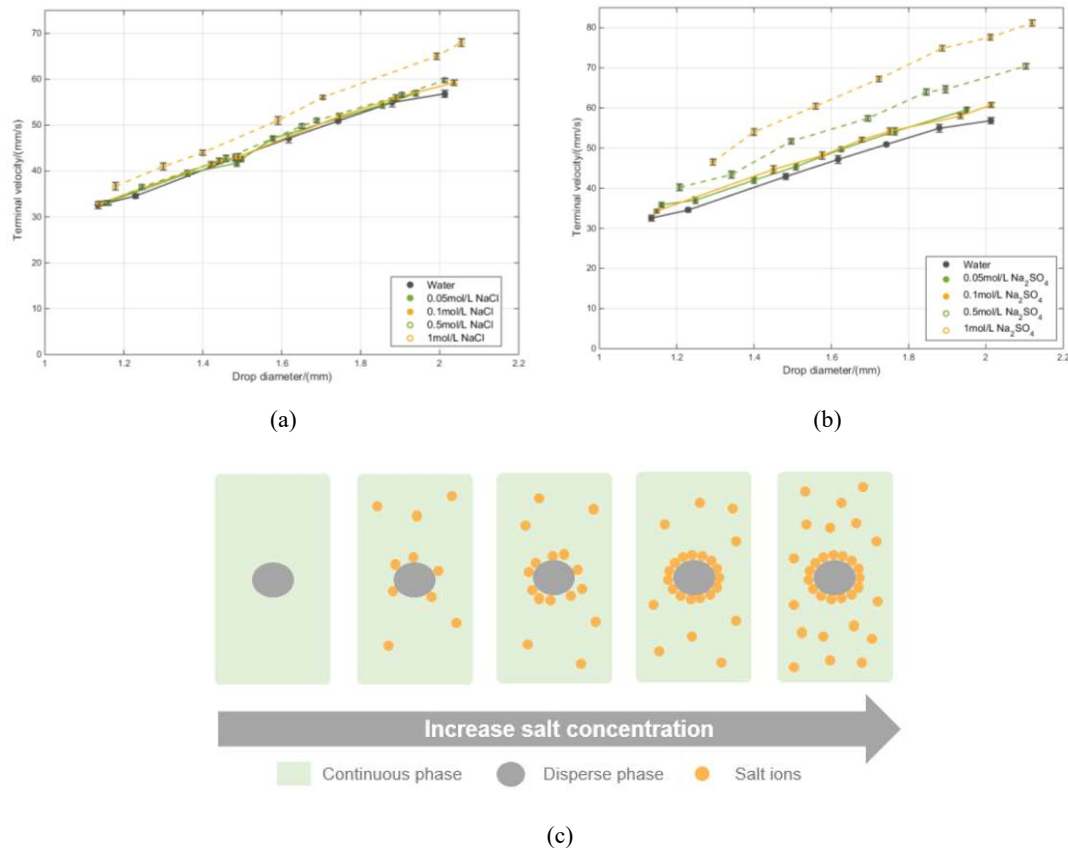 70
60
50
40
30
20
10
0
Terminal velocity/(mm/s)
1
1.2
1.4
1.6
1.8
2
2.2
Drop diameter/(mm)
Water
0.05mol/L NaCl
0.1mol/L NaCl
0.5mol/L NaCl
1mol/L NaCl
(a)
80
70
60
50
40
30
20
10
0
Terminal velocity/(mm/s)
1
1.2
1.4
1.6
1.8
2
2.2
Drop diameter/(mm)
Water
0.05mol/L Na₂SO₄
0.1mol/L Na₂SO₄
0.5mol/L Na₂SO₄
1mol/L Na₂SO₄
(b)
Increase salt concentration
Continuous phase
Disperse phase
Salt ions
(c)